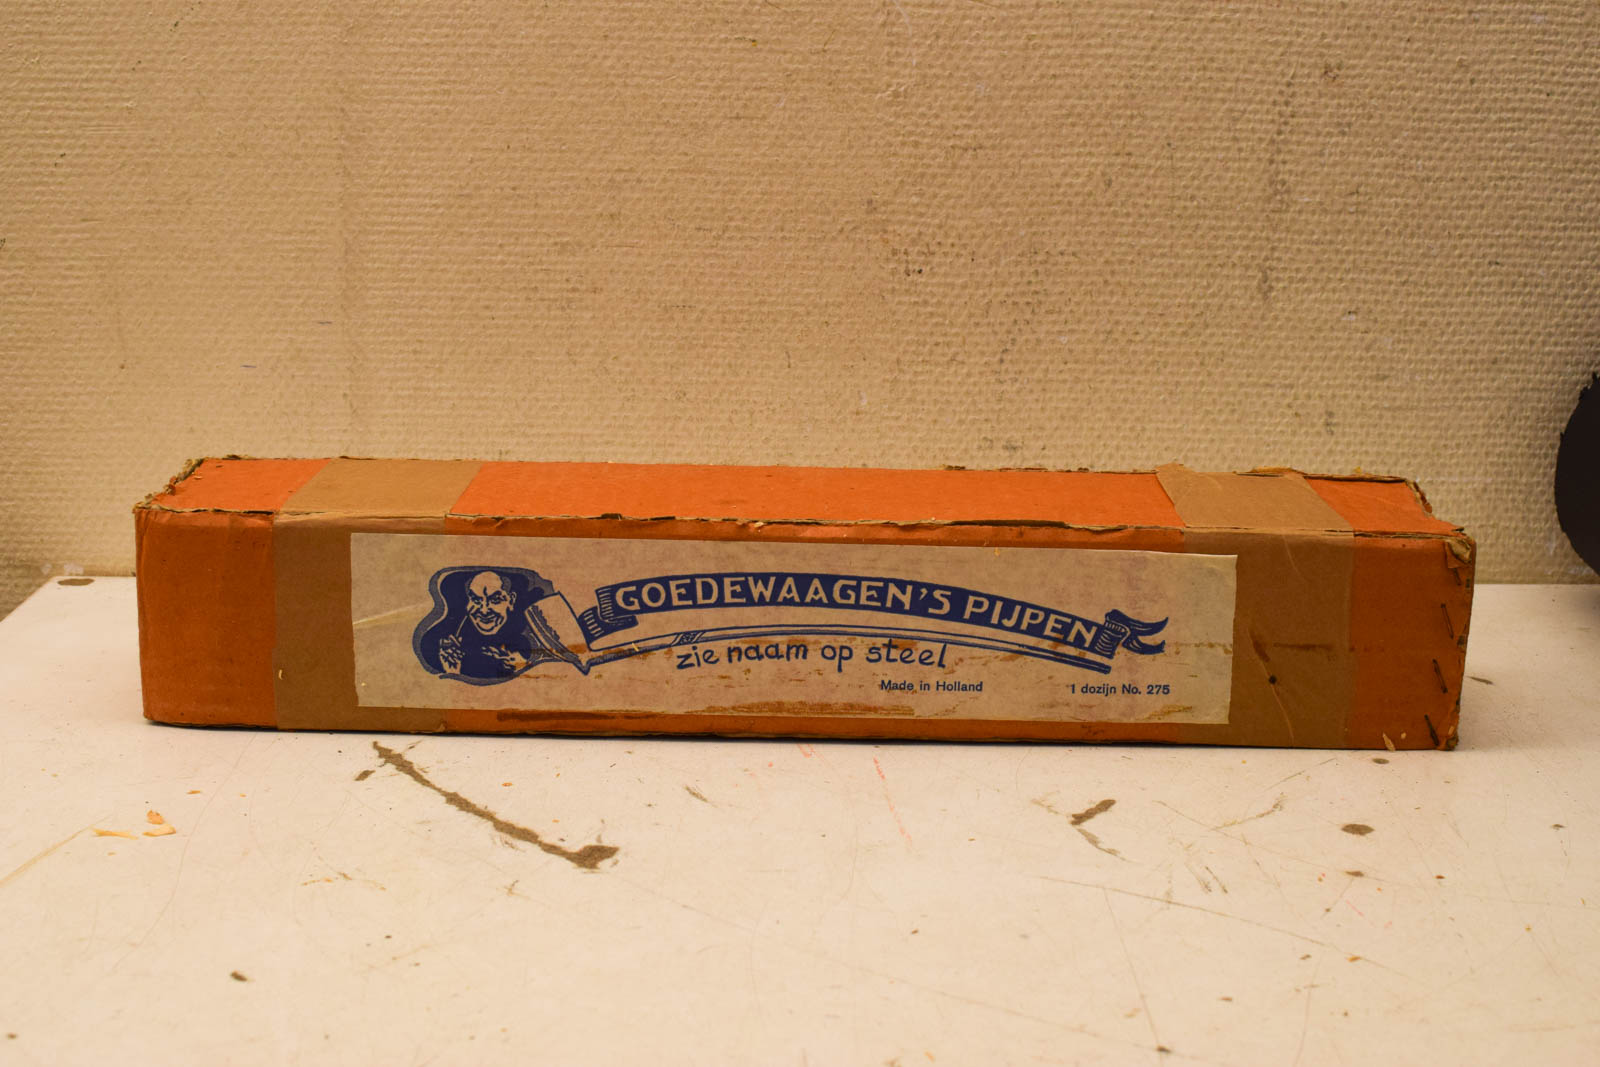 GOEDEWAAGEN'S PIJPEN
zie naam op steel
Made in Holland
1 dozijn No. 275